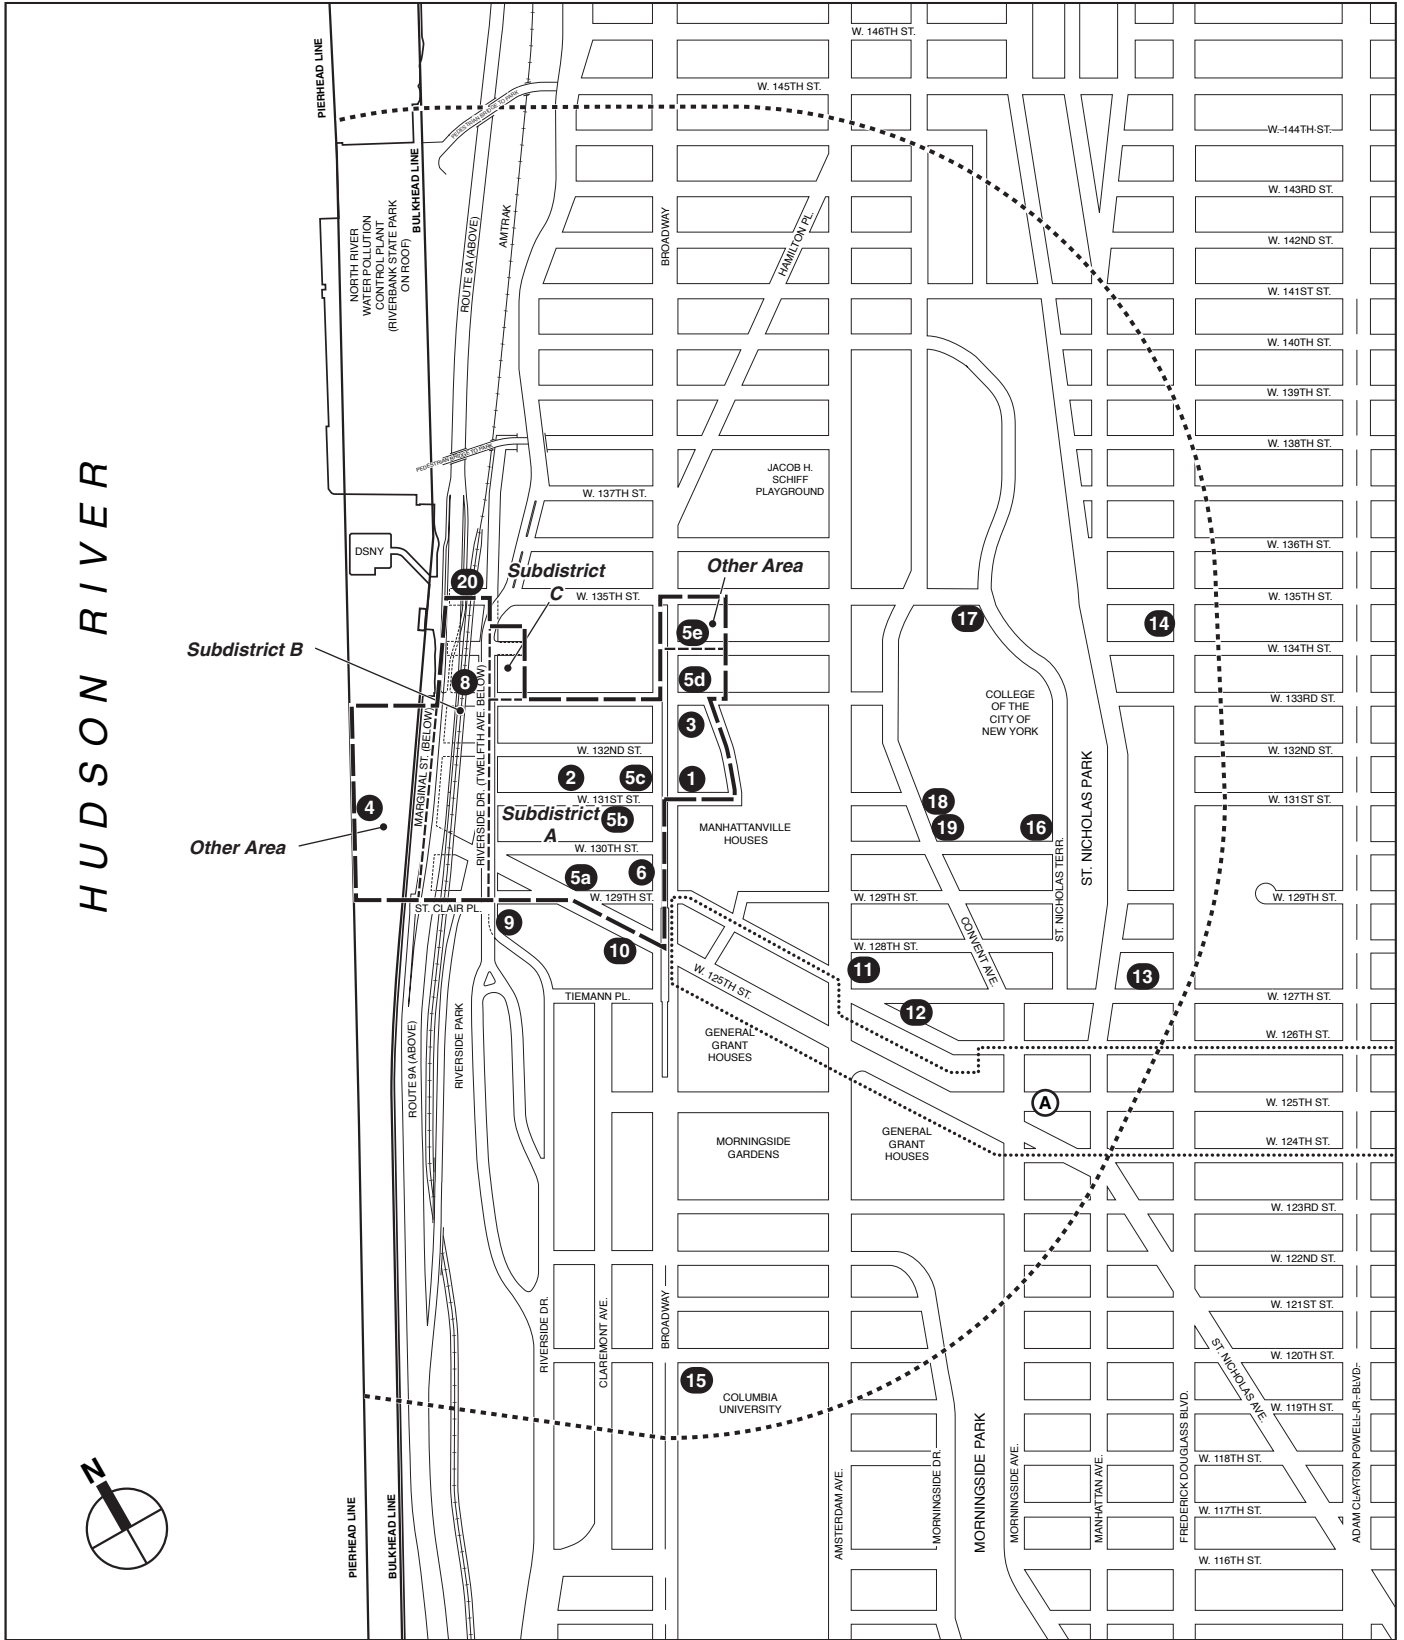 W. 146TH ST.
PIERHEAD LINE
W. 145TH ST.
PEDESTRIAN BRIDGE TO PARK
W. 144TH ST.
BULKHEAD LINE
W. 143RD ST.
NORTH RIVER
WATER POLLUTION
CONTROL PLANT
(RIVERBANK STATE PARK
ON ROOF)
ROUTE 9A (ABOVE)
AMTRAK
BROADWAY
HAMILTON PL.
W. 142ND ST.
W. 141ST ST.
W. 140TH ST.
W. 139TH ST.
W. 138TH ST.
PEDESTRIAN BRIDGE TO PARK
HUDSON RIVER
JACOB H.
SCHIFF
PLAYGROUND
W. 137TH ST.
W. 136TH ST.
DSNY
20
Subdistrict
C
Other Area
W. 135TH ST.
W. 135TH ST.
5e
17
14
Subdistrict B
W. 134TH ST.
8
5d
RIVERSIDE DR. (TWELFTH AVE. BELOW)
COLLEGE
OF THE
CITY OF
NEW YORK
W. 133RD ST.
3
MARGINAL ST. (BELOW)
W. 132ND ST.
W. 132ND ST.
ST. NICHOLAS PARK
2
5c
1
W. 131ST ST.
W. 131ST ST.
4
18
Subdistrict
A
5b
19
16
MANHATTANVILLE
HOUSES
Other Area
W. 130TH ST.
ST. NICHOLAS TERR.
5a
6
W. 129TH ST.
W. 129TH ST.
W. 129TH ST.
ST. CLAIR PL.
9
CONVENT AVE.
10
W. 128TH ST.
11
13
W. 125TH ST.
TIEMANN PL.
W. 127TH ST.
12
GENERAL
GRANT
HOUSES
W. 126TH ST.
ROUTE 9A (ABOVE)
RIVERSIDE PARK
A
W. 125TH ST.
MORNINGSIDE
GARDENS
GENERAL
GRANT
HOUSES
W. 124TH ST.
W. 123RD ST.
W. 122ND ST.
RIVERSIDE DR.
CLAREMONT AVE.
BROADWAY
W. 121ST ST.
W. 120TH ST.
ST. NICHOLAS AVE.
15
COLUMBIA
UNIVERSITY
W. 119TH ST.
N
W. 118TH ST.
PIERHEAD LINE
BULKHEAD LINE
AMSTERDAM AVE.
MORNINGSIDE DR.
MORNINGSIDE PARK
MORNINGSIDE AVE.
MANHATTAN AVE.
FREDERICK DOUGLASS BLVD.
ADAM CLAYTON POWELL JR. BLVD.
W. 117TH ST.
W. 116TH ST.